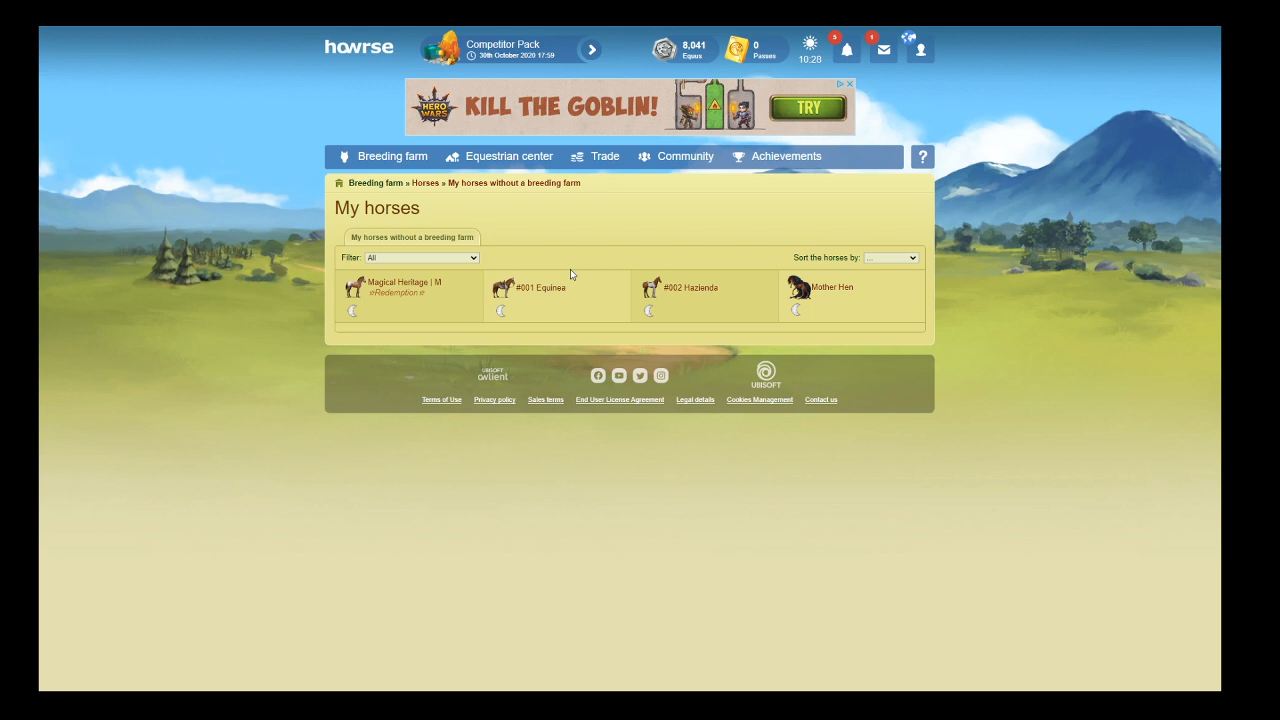 howrse
Competitor Pack
30th October 2020 17:59
8,041
Equus
0
Passes
10:28
5
1
HERO
WARS
KILL THE GOBLIN!
TRY
Breeding farm
Equestrian center
Trade
Community
Achievements
?
Breeding farm » Horses » My horses without a breeding farm
My horses
My horses without a breeding farm
Filter: All
Sort the horses by: ...
Magical Heritage | M
☆Redemption☆
#001 Equinea
#002 Hazienda
Mother Hen
UBISOFT
owlient
UBISOFT
Terms of Use
Privacy policy
Sales terms
End User License Agreement
Legal details
Cookies Management
Contact us